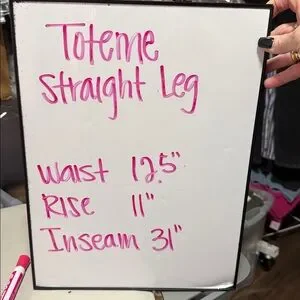 Toteme
Straight Leg
Waist 12.5"
Rise 11"
Inseam 31"